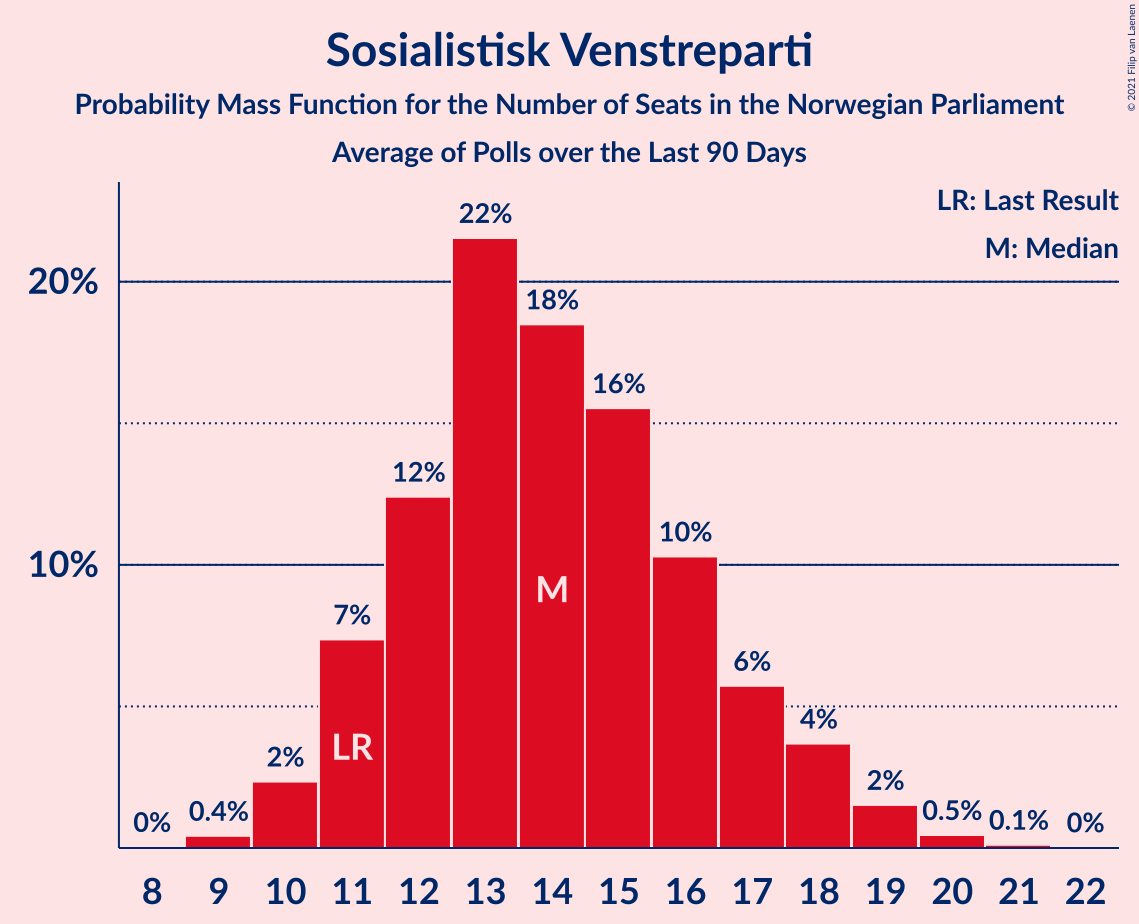 © 2021 Filip van Laenen
Sosialistisk Venstreparti
Probability Mass Function for the Number of Seats in the Norwegian Parliament
Average of Polls over the Last 90 Days
LR: Last Result
M: Median
20%
10%
0%
0.4%
2%
7%
12%
22%
18%
16%
10%
6%
4%
2%
0.5%
0.1%
0%
LR
M
8 9 10 11 12 13 14 15 16 17 18 19 20 21 22